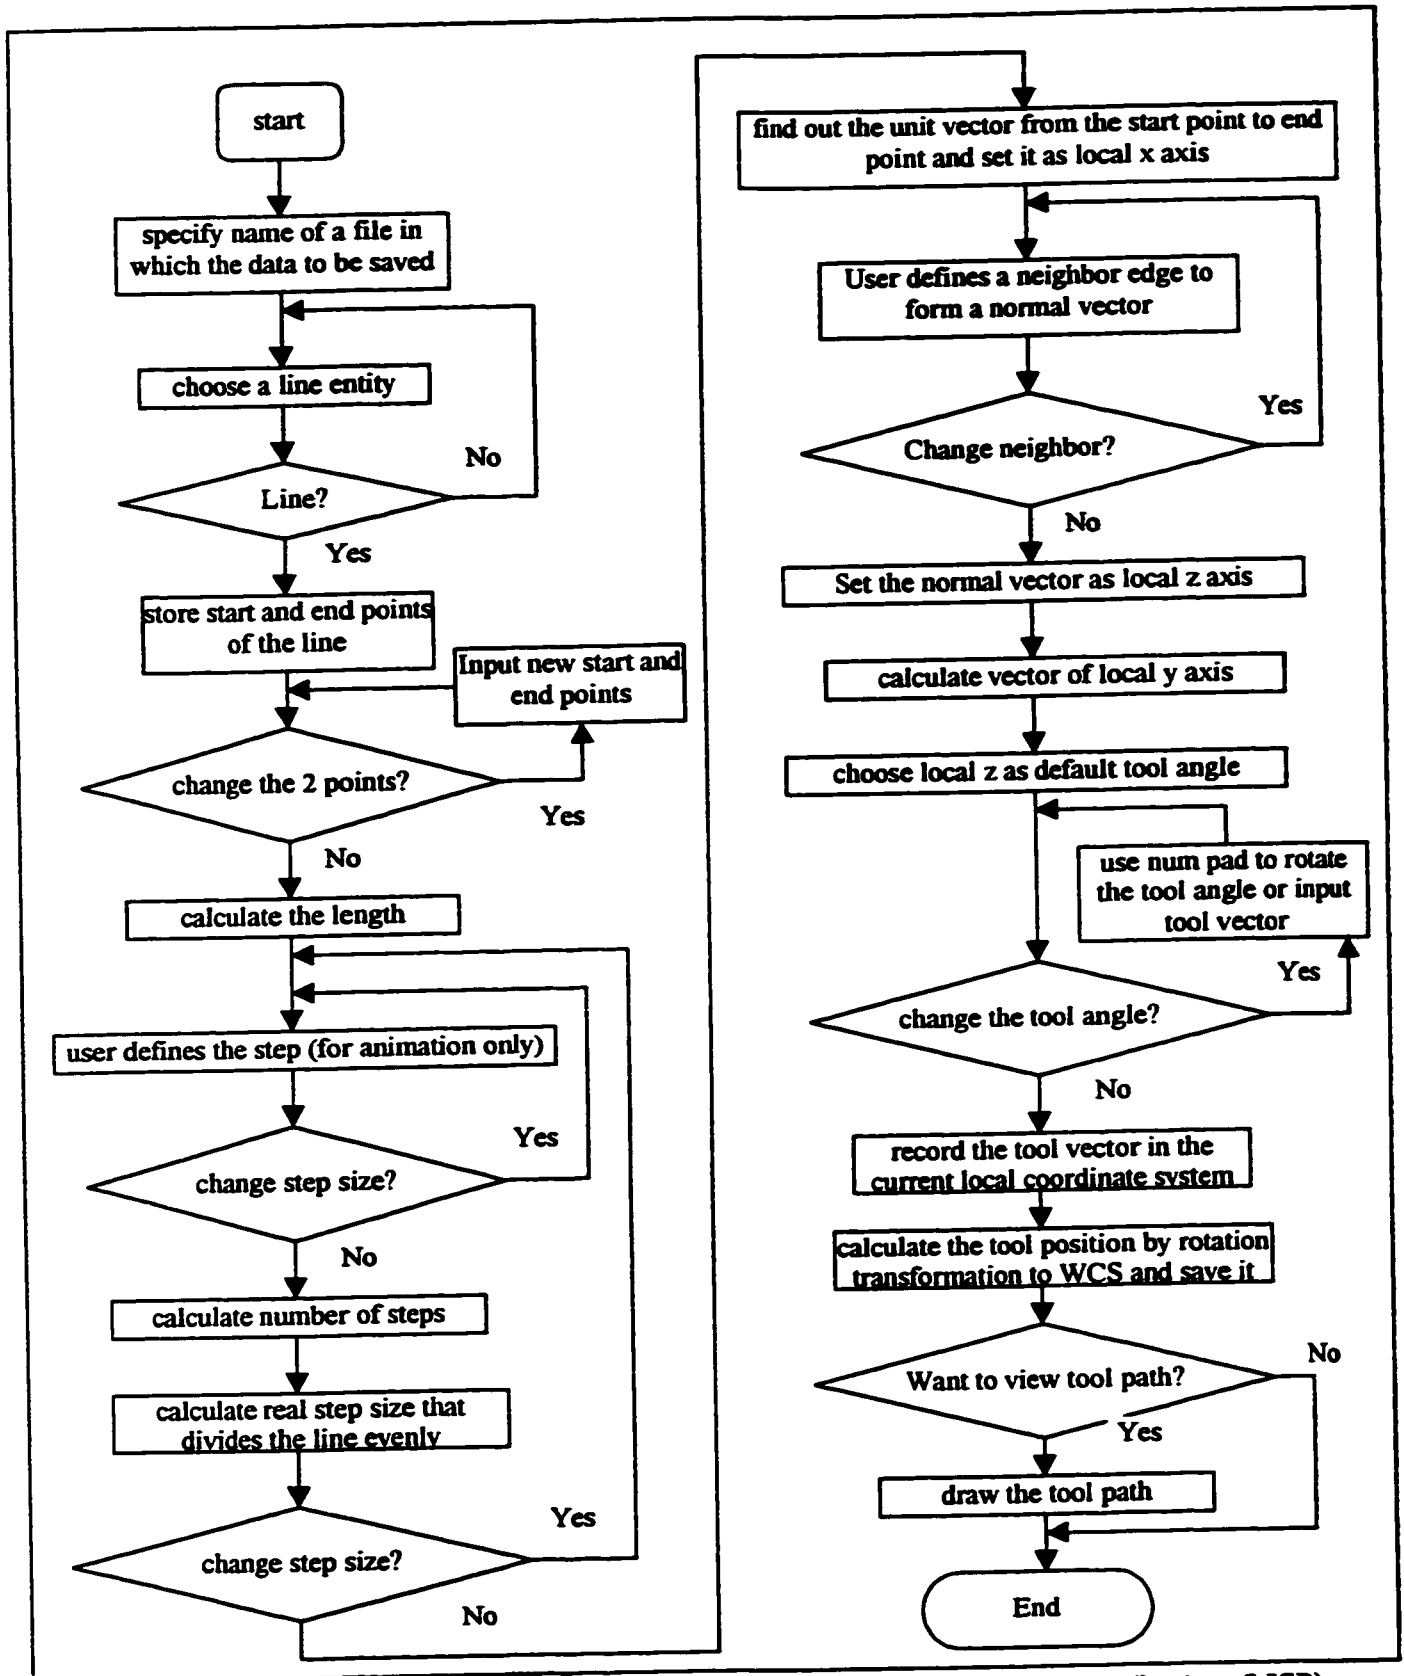 start
specify name of a file in
which the data to be saved
choose a line entity
No
Line?
Yes
store start and end points
of the line
Input new start and
end points
change the 2 points?
Yes
No
calculate the length
user defines the step (for animation only)
Yes
change step size?
No
calculate number of steps
calculate real step size that
divides the line evenly
Yes
change step size?
No
find out the unit vector from the start point to end
point and set it as local x axis
User defines a neighbor edge to
form a normal vector
Yes
Change neighbor?
No
Set the normal vector as local z axis
calculate vector of local y axis
choose local z as default tool angle
use num pad to rotate
the tool angle or input
tool vector
Yes
change the tool angle?
No
record the tool vector in the
current local coordinate system
calculate the tool position by rotation
transformation to WCS and save it
No
Want to view tool path?
Yes
draw the tool path
End